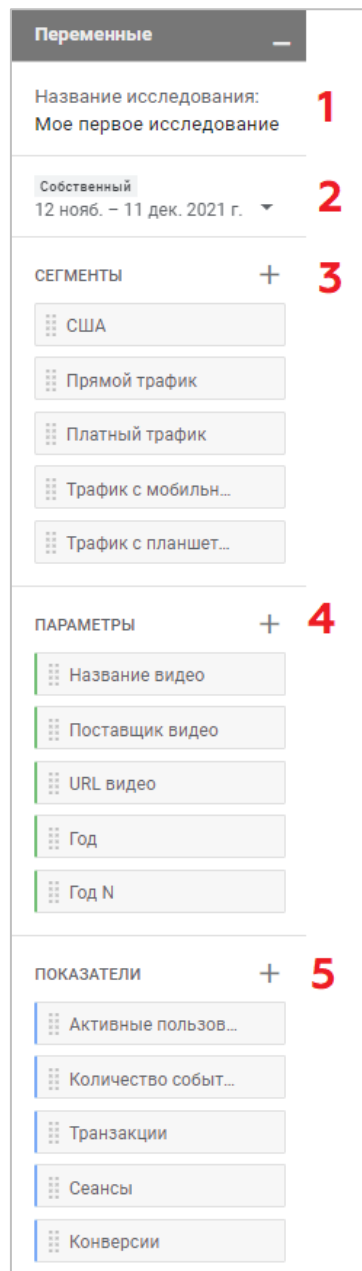 Переменные
Название исследования:
1
Мое первое исследование
Собственный
12 нояб. – 11 дек. 2021 г.
2
СЕГМЕНТЫ
3
США
Прямой трафик
Платный трафик
Трафик с мобильн...
Трафик с планшет...
ПАРАМЕТРЫ
4
Название видео
Поставщик видео
URL видео
Год
Год N
ПОКАЗАТЕЛИ
5
Активные пользов...
Количество событ...
Транзакции
Сеансы
Конверсии